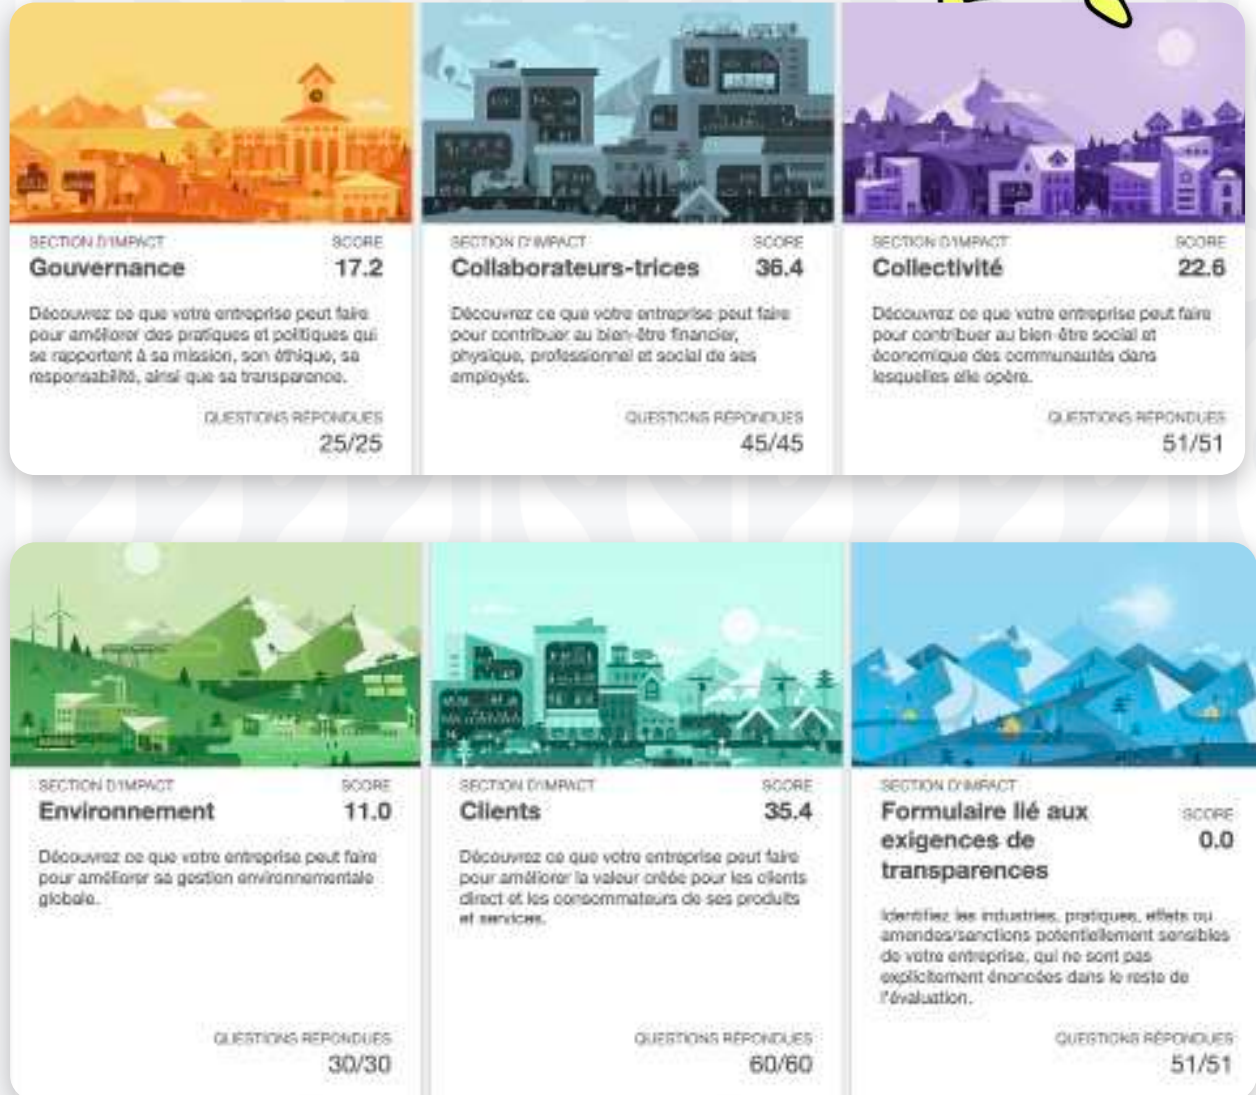 SECTION D'IMPACT SCORE
Gouvernance 17.2
Découvrez ce que votre entreprise peut faire
pour améliorer des pratiques et politiques qui
se rapportent à sa mission, son éthique, sa
responsabilité, ainsi que sa transparence.
QUESTIONS RÉPONDUES
25/25
SECTION D'IMPACT SCORE
Collaborateurs-trices 36.4
Découvrez ce que votre entreprise peut faire
pour contribuer au bien-être financier,
physique, professionnel et social de ses
employés.
QUESTIONS RÉPONDUES
45/45
SECTION D'IMPACT SCORE
Collectivité 22.6
Découvrez ce que votre entreprise peut faire
pour contribuer au bien-être social et
économique des communautés dans
lesquelles elle opère.
QUESTIONS RÉPONDUES
51/51
SECTION D'IMPACT SCORE
Environnement 11.0
Découvrez ce que votre entreprise peut faire
pour améliorer sa gestion environnementale
globale.
QUESTIONS RÉPONDUES
30/30
SECTION D'IMPACT SCORE
Clients 35.4
Découvrez ce que votre entreprise peut faire
pour améliorer la valeur créée pour les clients
direct et les consommateurs de ses produits
et services.
QUESTIONS RÉPONDUES
60/60
SECTION D'IMPACT
Formulaire lié aux SCORE
exigences de 0.0
transparences
Identifiez les industries, pratiques, effets ou
amendes/sanctions potentiellement sensibles
de votre entreprise, qui ne sont pas
explicitement énoncées dans le reste de
l'évaluation.
QUESTIONS RÉPONDUES
51/51